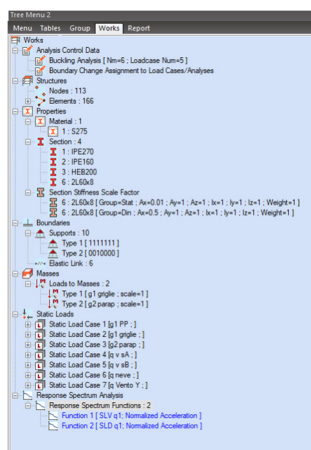 Tree Menu 2
Menu Tables Group Works Report
Works
Analysis Control Data
Buckling Analysis [ Nm=6 ; Loadcase Num=5 ]
Boundary Change Assignment to Load Cases/Analyses
Structures
Nodes : 113
Elements : 166
Properties
Material : 1
1 : S275
Section : 4
1 : IPE270
2 : IPE160
3 : HEB200
6 : 2L60x8
Section Stiffness Scale Factor
6 : 2L60x8 [ Group=Stat ; Ax=0.01 ; Ay=1 ; Az=1 ; Ix=1 ; Iy=1 ; Iz=1 ; Weight=1 ]
6 : 2L60x8 [ Group=Din ; Ax=0.5 ; Ay=1 ; Az=1 ; Ix=1 ; Iy=1 ; Iz=1 ; Weight=1 ]
Boundaries
Supports : 10
Type 1 [ 1111111 ]
Type 2 [ 0010000 ]
Elastic Link : 6
Masses
Loads to Masses : 2
Type 1 [ g1 griglie ; scale=1 ]
Type 2 [ g2 parap ; scale=1 ]
Static Loads
Static Load Case 1 [g1 PP ; ]
Static Load Case 2 [g1 griglie ; ]
Static Load Case 3 [g2 parap ; ]
Static Load Case 4 [q v sA ; ]
Static Load Case 5 [q v sB ; ]
Static Load Case 6 [q neve ; ]
Static Load Case 7 [q Vento Y ; ]
Response Spectrum Analysis
Response Spectrum Functions : 2
Function 1 [ SLV q1; Normalized Acceleration ]
Function 2 [ SLD q1; Normalized Acceleration ]